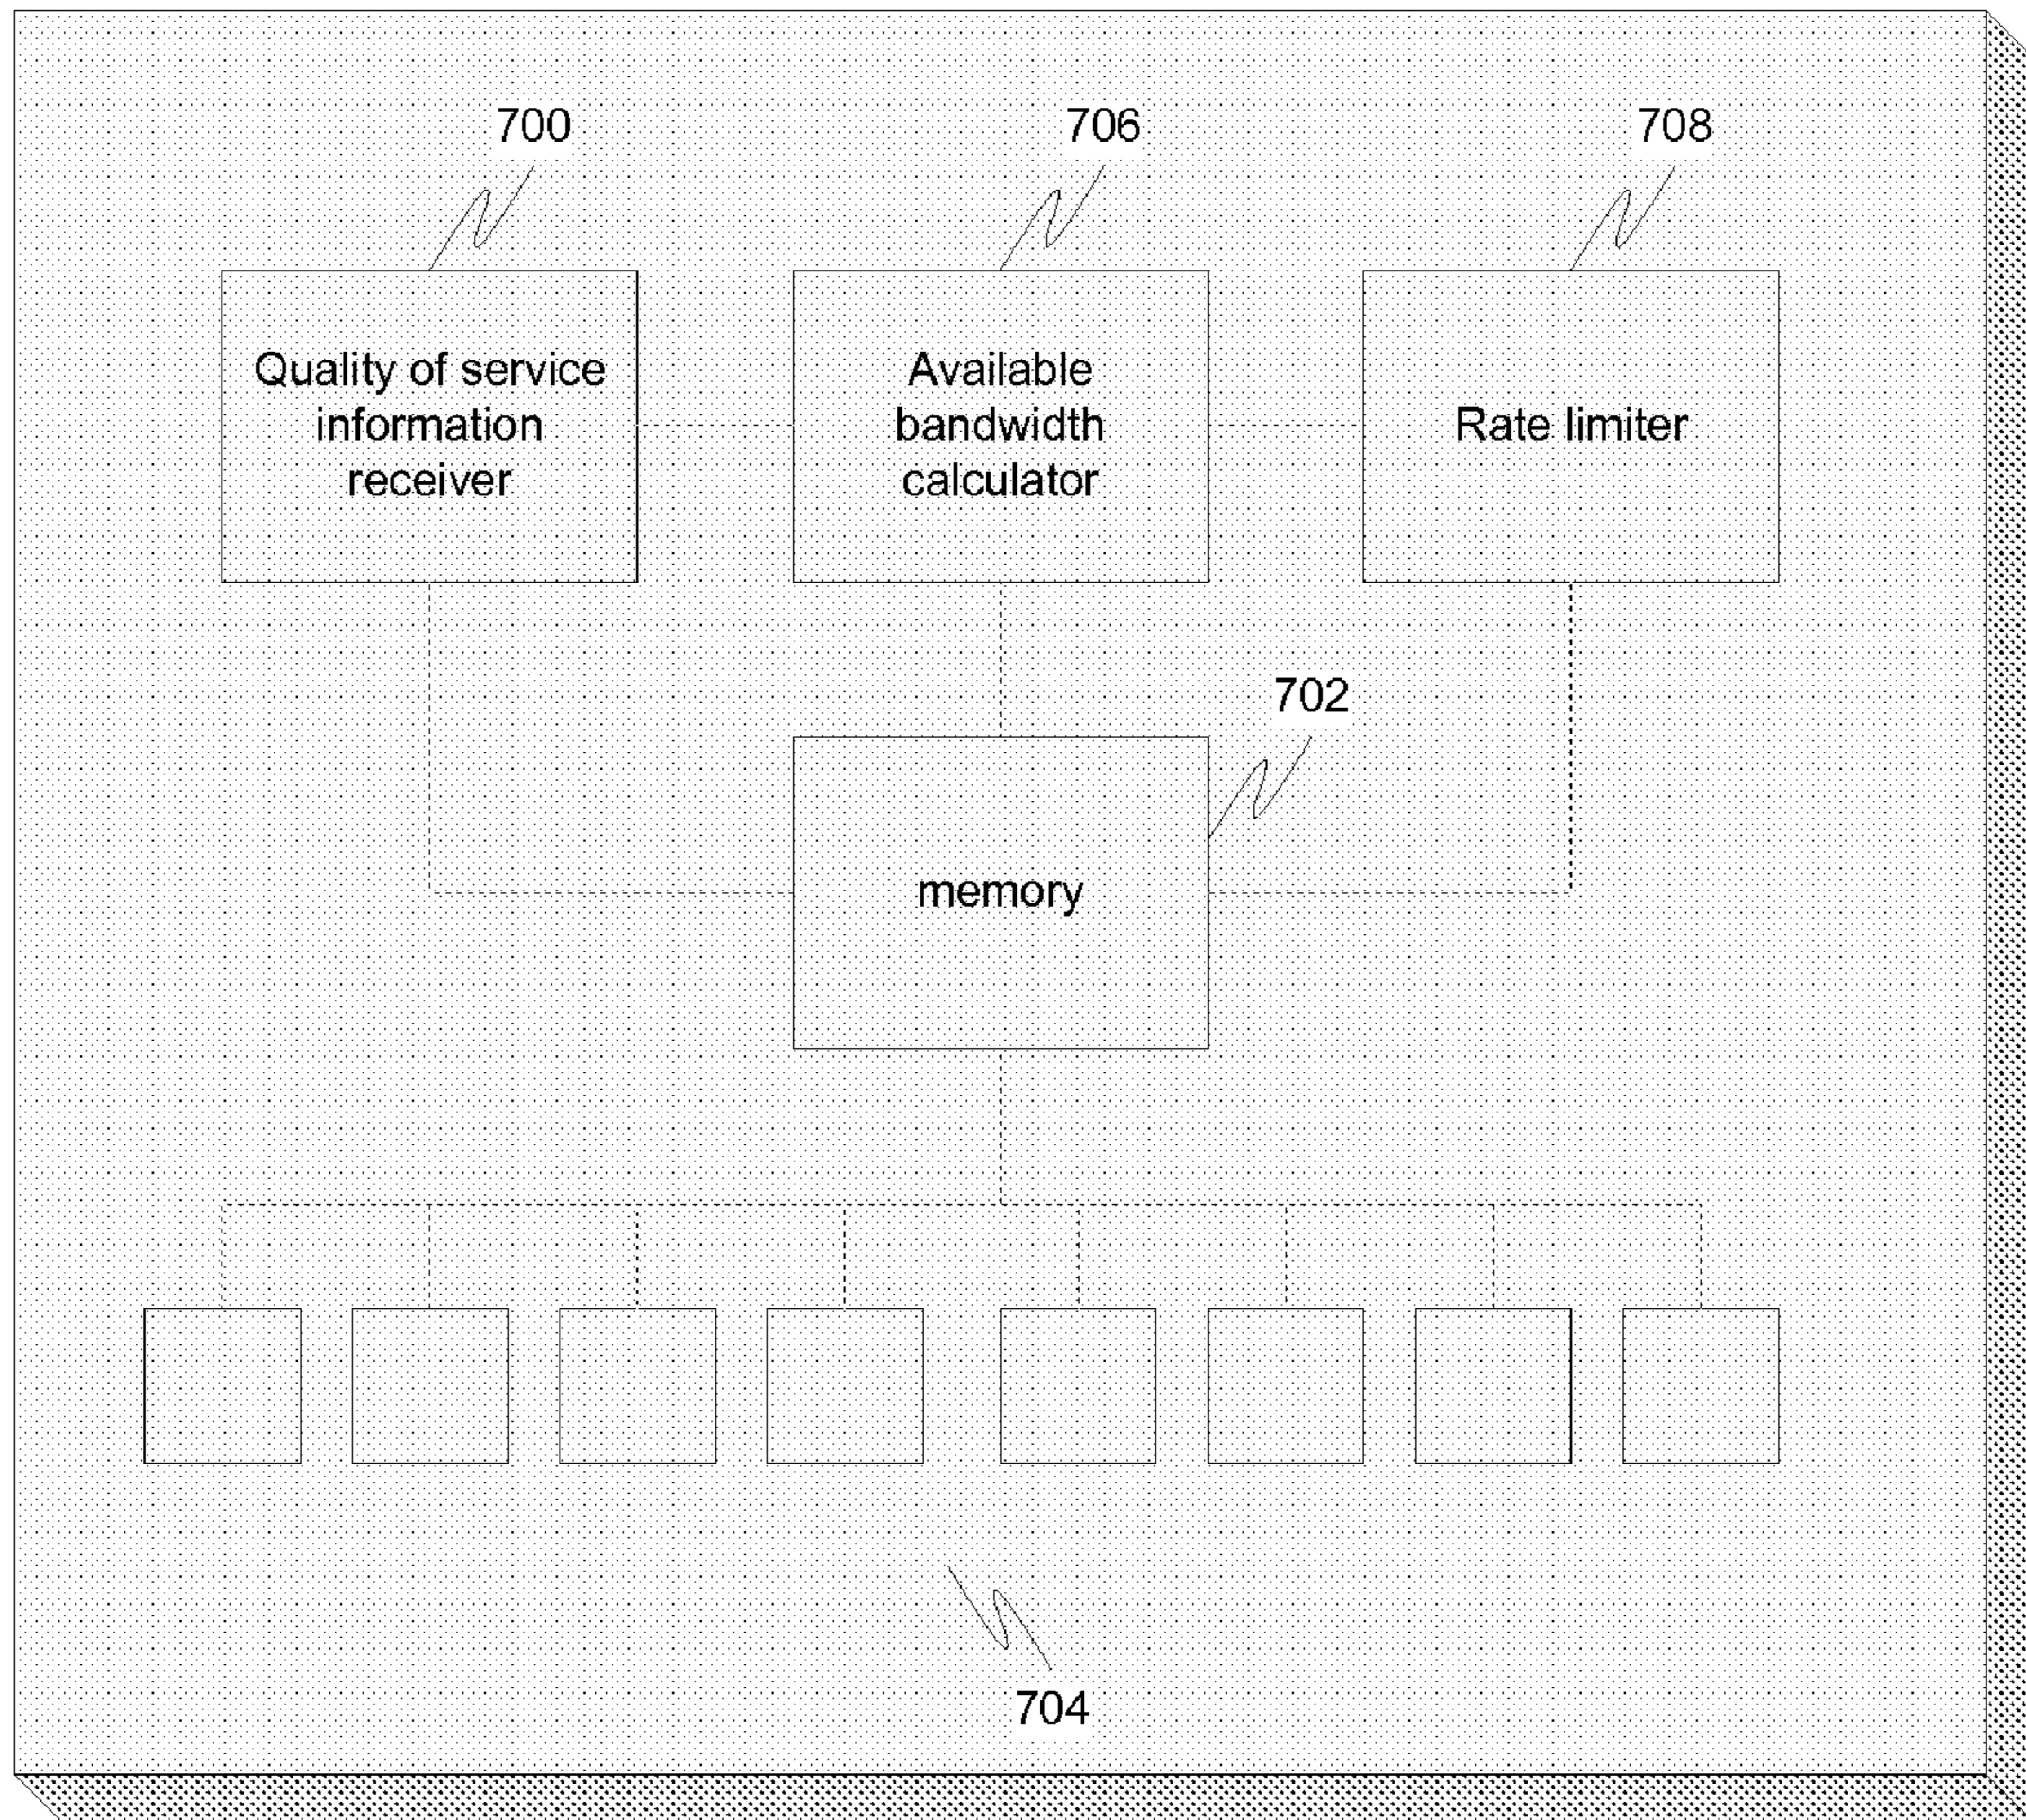 700
706
708
Quality of service
information
receiver
Available
bandwidth
calculator
Rate limiter
702
memory
704